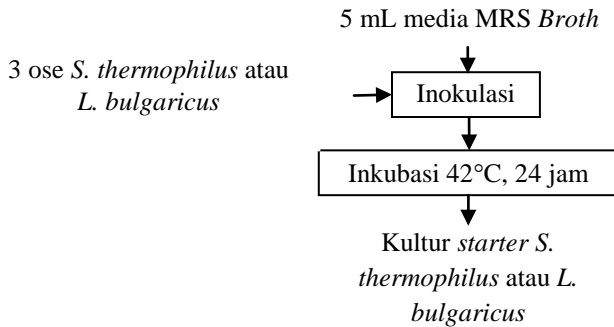 5 mL media MRS Broth
3 ose S. thermophilus atau
L. bulgaricus
Inokulasi
Inkubasi 42°C, 24 jam
Kultur starter S.
thermophilus atau L.
bulgaricus